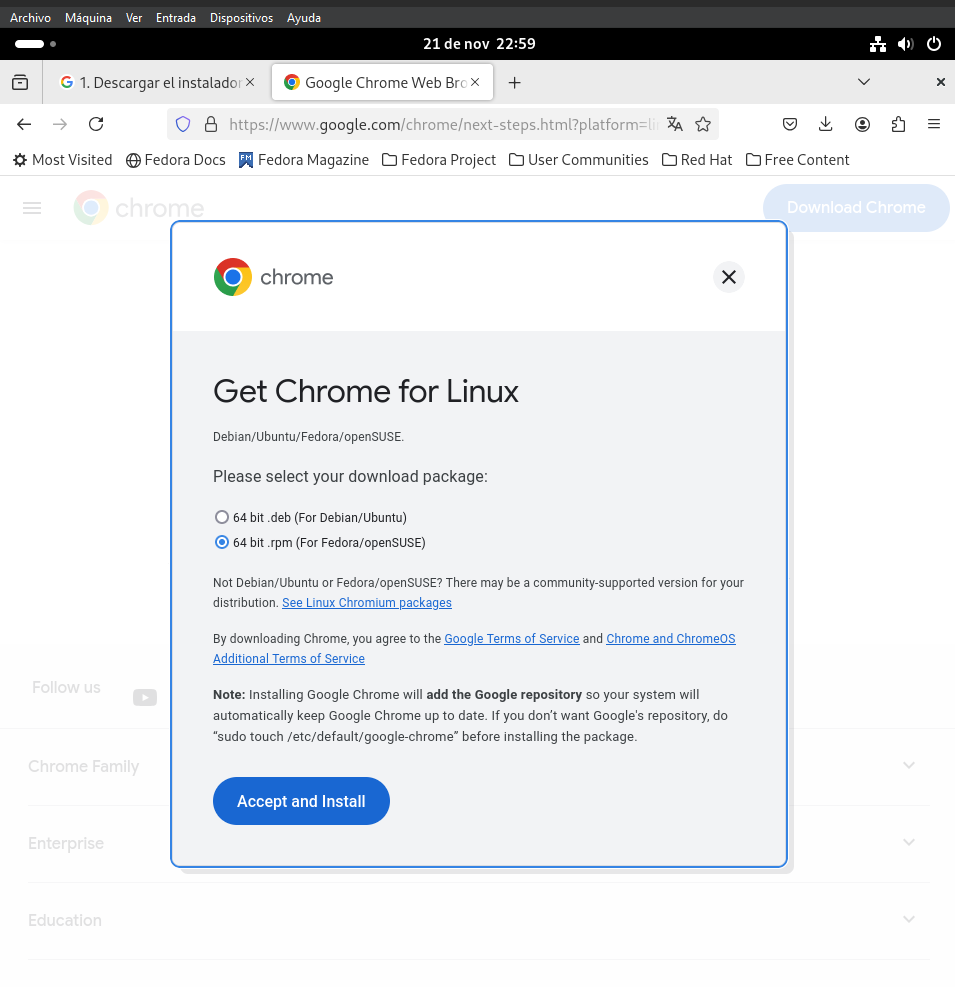 Archivo Máquina Ver Entrada Dispositivos Ayuda
21 de nov 22:59
1. Descargar el instalador
Google Chrome Web Bro
https://www.google.com/chrome/next-steps.html?platform=li
Most Visited Fedora Docs Fedora Magazine Fedora Project User Communities Red Hat Free Content
chrome
Download Chrome
chrome
Get Chrome for Linux
Debian/Ubuntu/Fedora/openSUSE.
Please select your download package:
64 bit .deb (For Debian/Ubuntu)
64 bit .rpm (For Fedora/openSUSE)
Not Debian/Ubuntu or Fedora/openSUSE? There may be a community-supported version for your
distribution. See Linux Chromium packages
By downloading Chrome, you agree to the Google Terms of Service and Chrome and ChromeOS
Additional Terms of Service
Note: Installing Google Chrome will add the Google repository so your system will
automatically keep Google Chrome up to date. If you don’t want Google's repository, do
“sudo touch /etc/default/google-chrome” before installing the package.
Accept and Install
Follow us
Chrome Family
Enterprise
Education